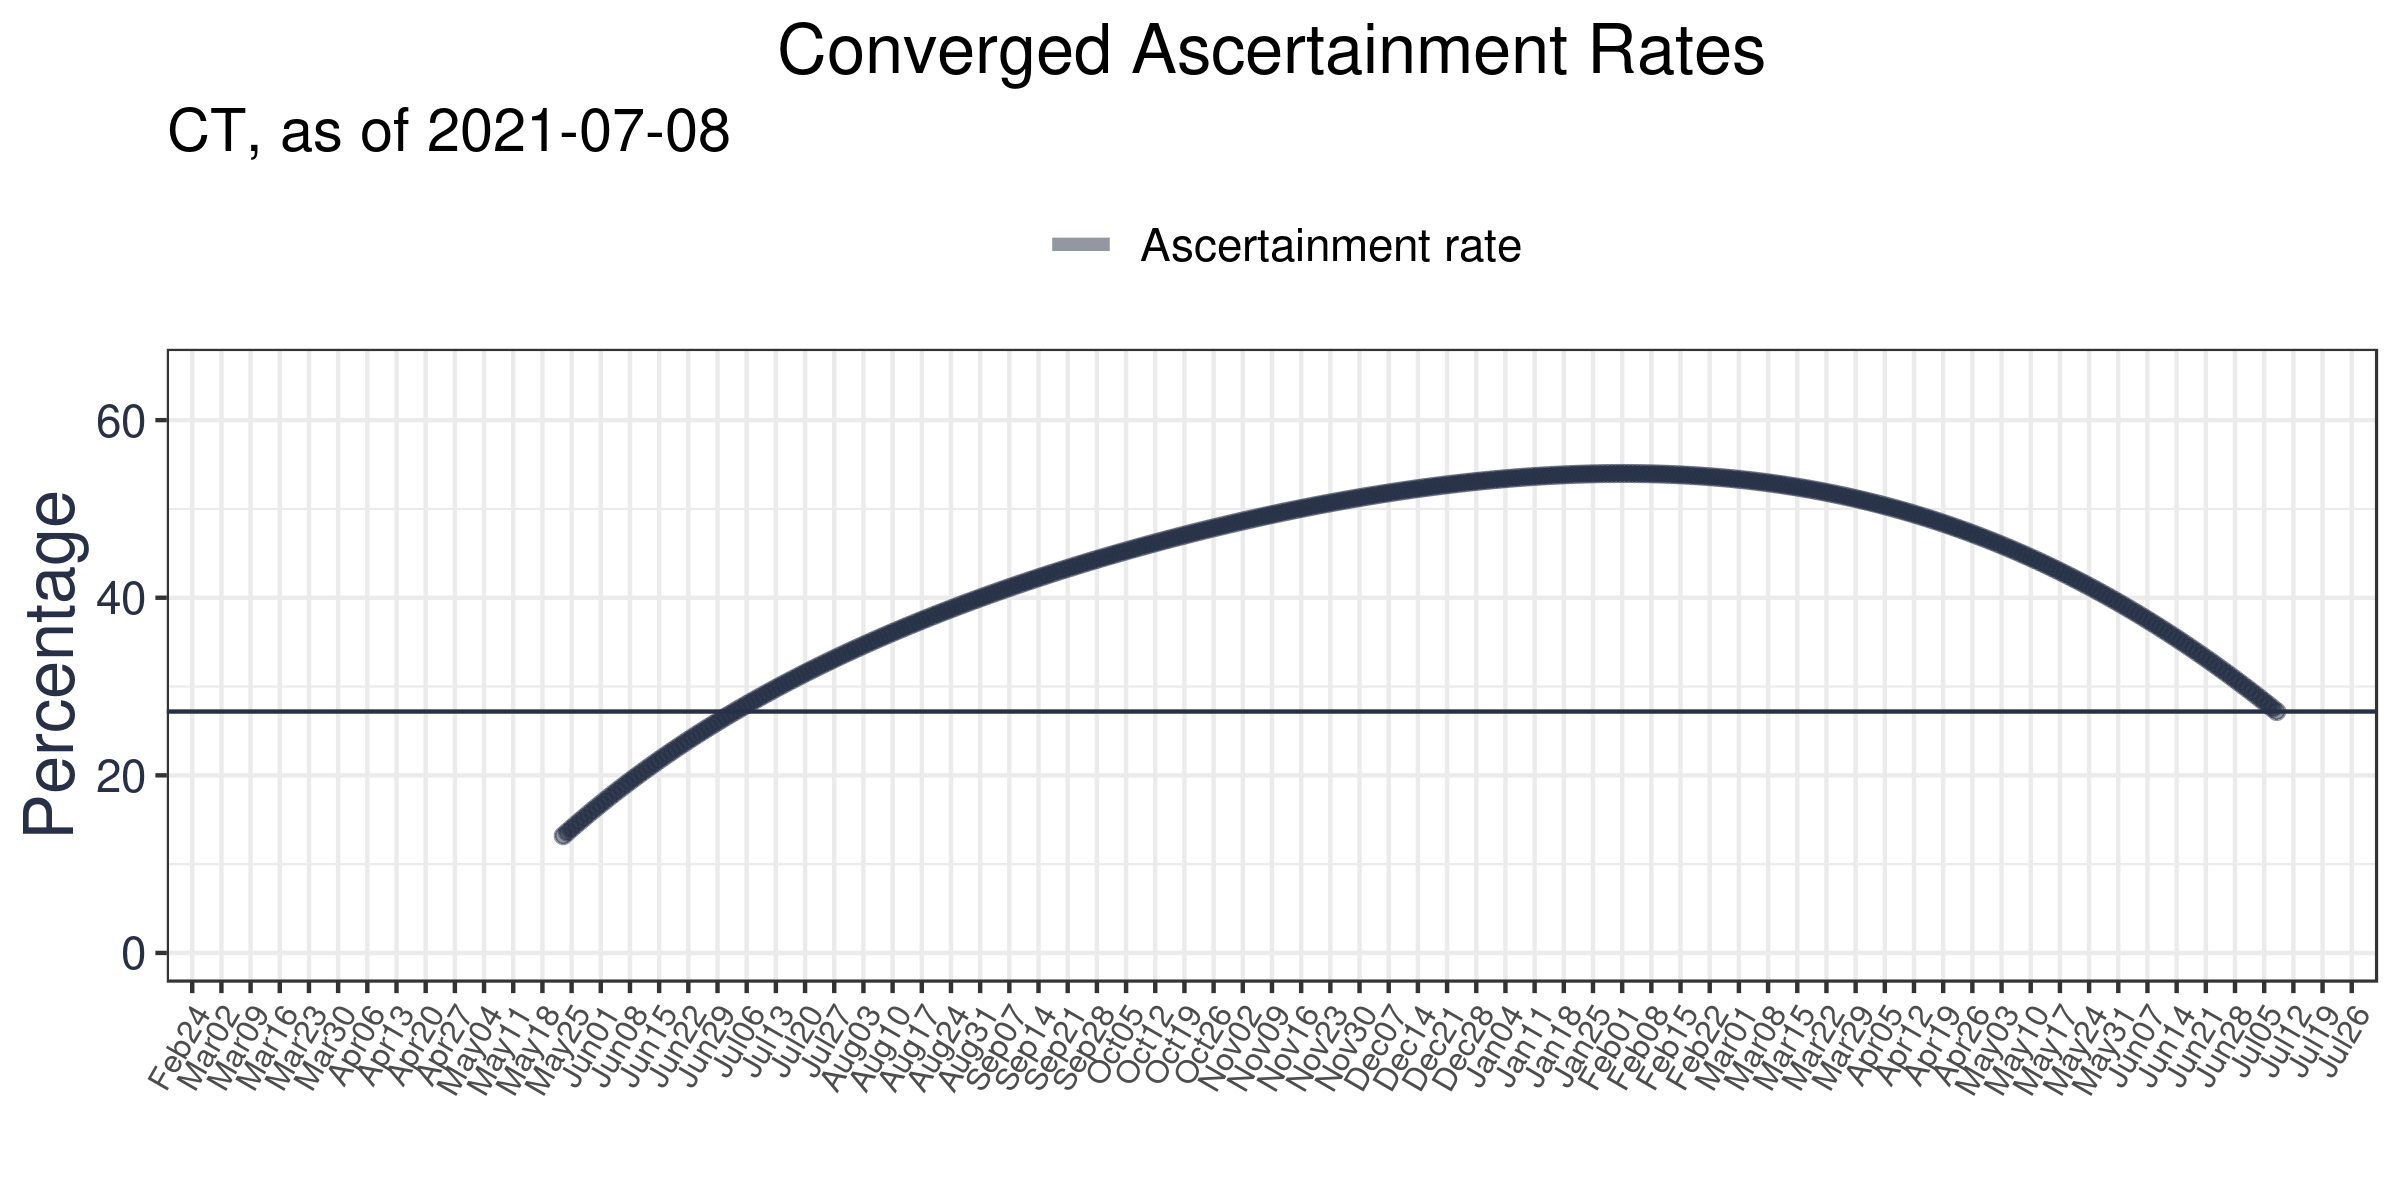 Converged Ascertainment Rates
CT, as of 2021-07-08
Ascertainment rate
Percentage
60
40
20
0
Feb24 Mar02 Mar09 Mar16 Mar23 Mar30 Apr06 Apr13 Apr20 Apr27 May04 May11 May18 May25 Jun01 Jun08 Jun15 Jun22 Jun29 Jul06 Jul13 Jul20 Jul27 Aug03 Aug10 Aug17 Aug24 Aug31 Sep07 Sep14 Sep21 Sep28 Oct05 Oct12 Oct19 Oct26 Nov02 Nov09 Nov16 Nov23 Nov30 Dec07 Dec14 Dec21 Dec28 Jan04 Jan11 Jan18 Jan25 Feb01 Feb08 Feb15 Feb22 Mar01 Mar08 Mar15 Mar22 Mar29 Apr05 Apr12 Apr19 Apr26 May03 May10 May17 May24 May31 Jun07 Jun14 Jun21 Jun28 Jul05 Jul12 Jul19 Jul26